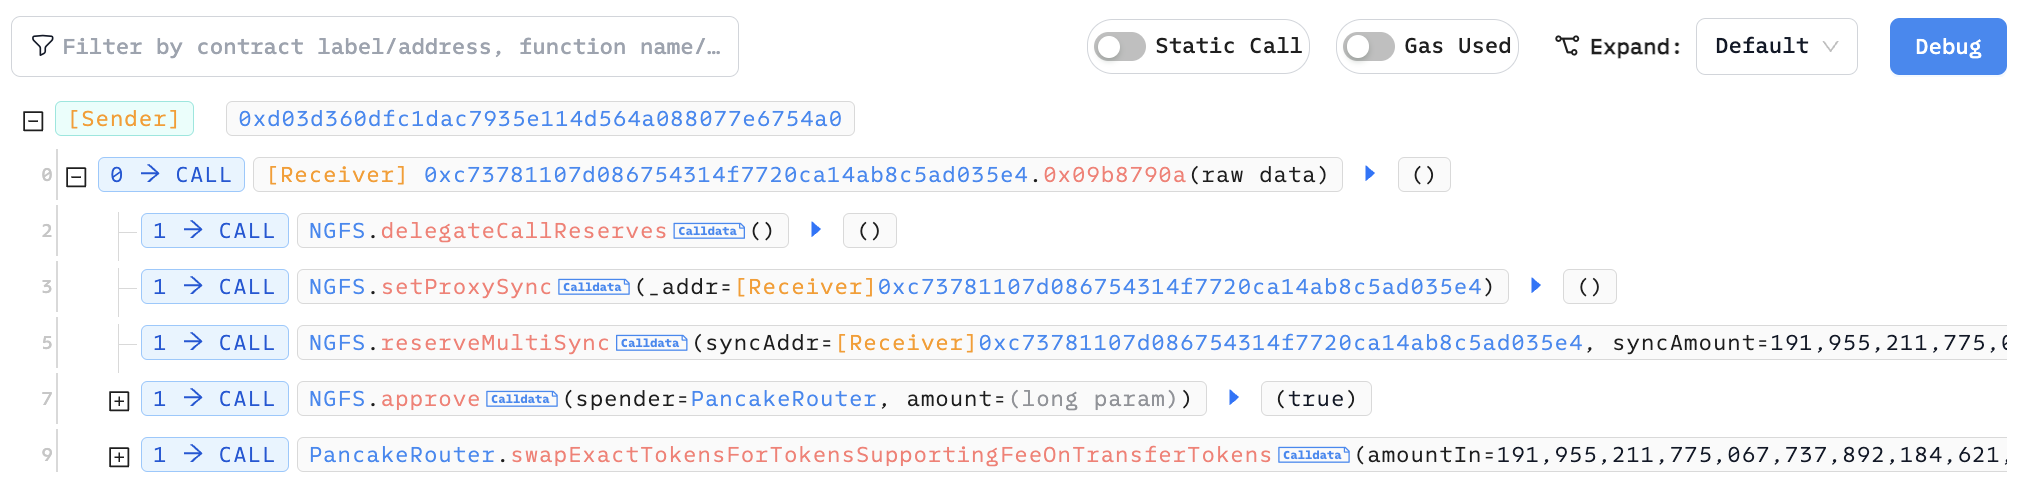 Filter by contract label/address, function name/… Static Call Gas Used Expand: Default Debug
[Sender] 0xd03d360dfc1dac7935e114d564a088077e6754a0
0 0 → CALL [Receiver] 0xc73781107d086754314f7720ca14ab8c5ad035e4.0x09b8790a(raw data) ()
2 1 → CALL NGFS.delegateCallReserves Calldata () ()
3 1 → CALL NGFS.setProxySync Calldata (_addr=[Receiver]0xc73781107d086754314f7720ca14ab8c5ad035e4) ()
5 1 → CALL NGFS.reserveMultiSync Calldata (syncAddr=[Receiver]0xc73781107d086754314f7720ca14ab8c5ad035e4, syncAmount=191,955,211,775,0
7 1 → CALL NGFS.approve Calldata (spender=PancakeRouter, amount=(long param)) (true)
9 1 → CALL PancakeRouter.swapExactTokensForTokensSupportingFeeOnTransferTokens Calldata (amountIn=191,955,211,775,067,737,892,184,621,